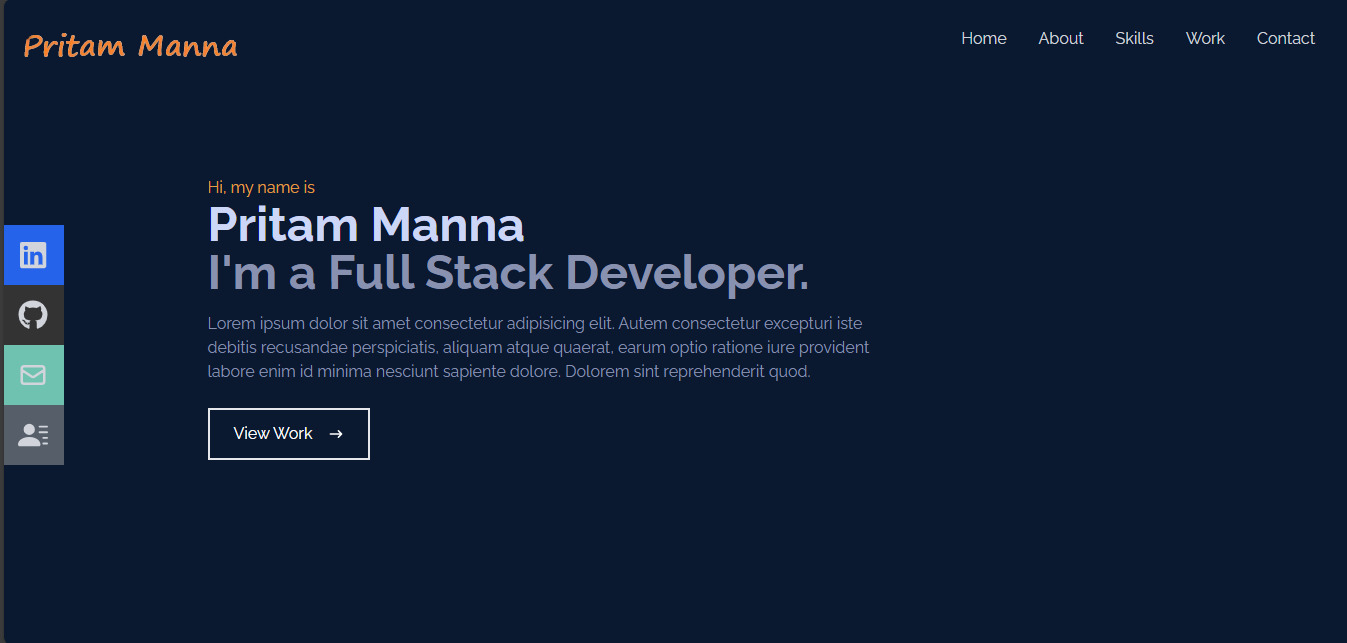 Pritam Manna
Home About Skills Work Contact
Hi, my name is
Pritam Manna
I'm a Full Stack Developer.
Lorem ipsum dolor sit amet consectetur adipisicing elit. Autem consectetur excepturi iste
debitis recusandae perspiciatis, aliquam atque quaerat, earum optio ratione iure provident
labore enim id minima nesciunt sapiente dolore. Dolorem sint reprehenderit quod.
in
View Work →